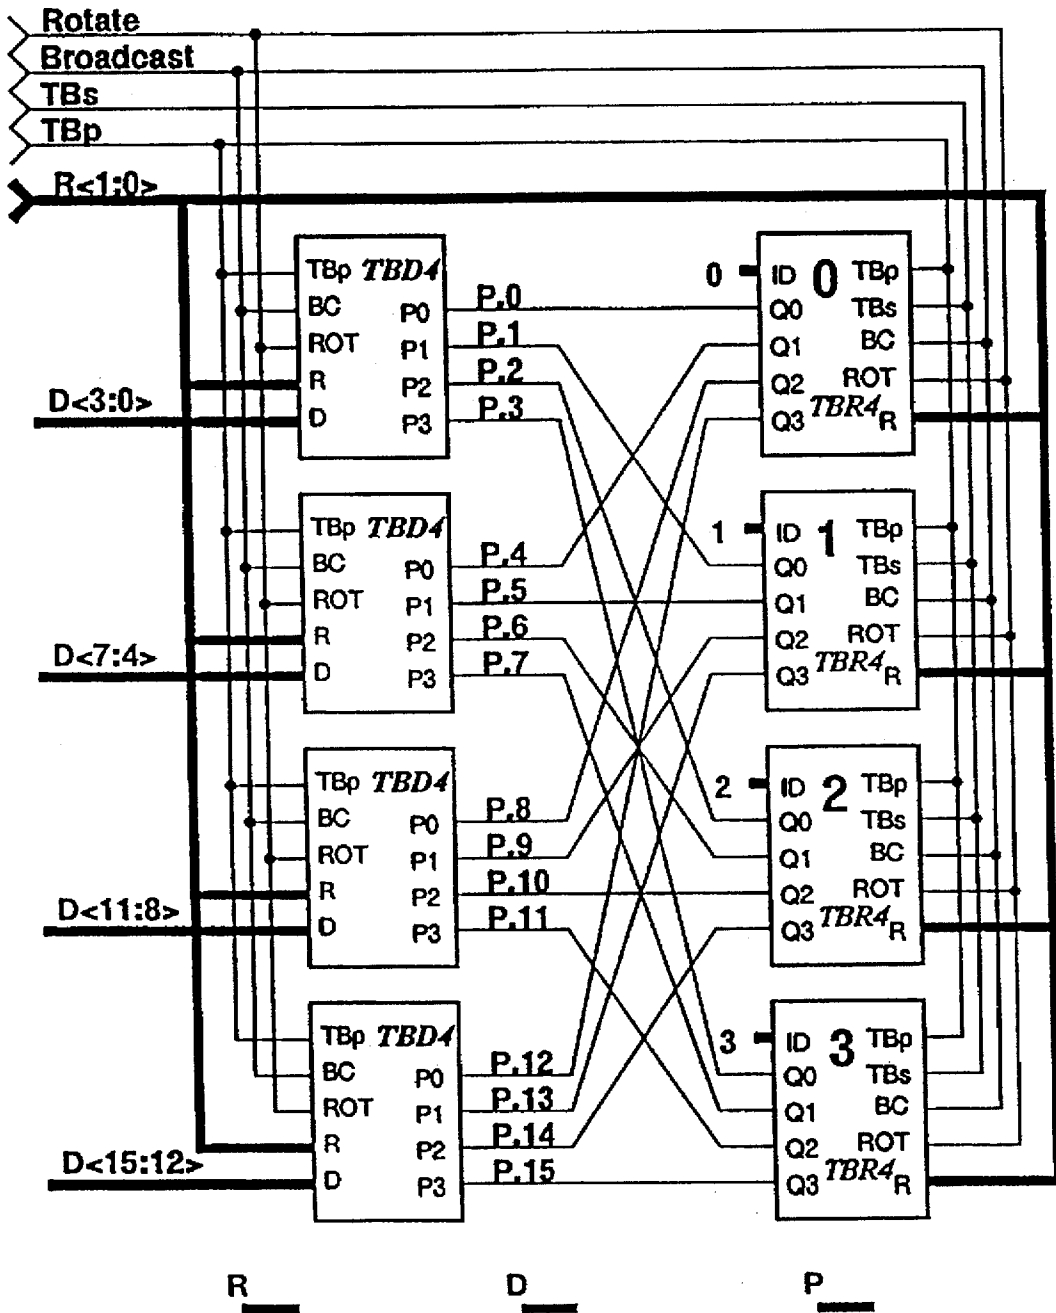 Rotate
Broadcast
TBs
TBp
R<1:0>
TBp TBD4
BC P0
ROT P1
R P2
D P3
D<3:0>
P.0
P.1
P.2
P.3
0 ID 0 TBp
Q0 TBs
Q1 BC
Q2 ROT
Q3 TBR4 R
TBp TBD4
BC P0
ROT P1
R P2
D P3
D<7:4>
P.4
P.5
P.6
P.7
1 ID 1 TBp
Q0 TBs
Q1 BC
Q2 ROT
Q3 TBR4 R
TBp TBD4
BC P0
ROT P1
R P2
D P3
D<11:8>
P.8
P.9
P.10
P.11
2 ID 2 TBp
Q0 TBs
Q1 BC
Q2 ROT
Q3 TBR4 R
TBp TBD4
BC P0
ROT P1
R P2
D P3
D<15:12>
P.12
P.13
P.14
P.15
3 ID 3 TBp
Q0 TBs
Q1 BC
Q2 ROT
Q3 TBR4 R
R D P